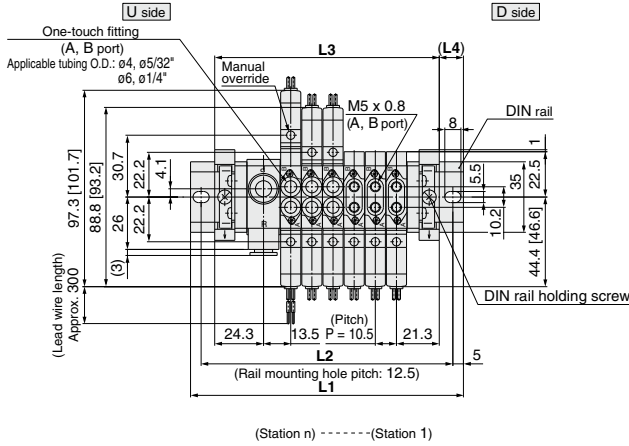 U side
D side
One-touch fitting
(A, B port)
Applicable tubing O.D.: ø4, ø5/32"
ø6, ø1/4"
Manual
override
L3
(L4)
M5 x 0.8
(A, B port)
8
DIN rail
97.3 [101.7]
88.8 [93.2]
30.7
22.2
4.1
26
22.2
(3)
1
5.5
35
22.5
10.2
44.4 [46.6]
P
R
B
A
(Lead wire length)
Approx. 300
DIN rail holding screw
24.3
13.5
(Pitch)
P = 10.5
21.3
L2
5
(Rail mounting hole pitch: 12.5)
L1
(Station n) -------(Station 1)